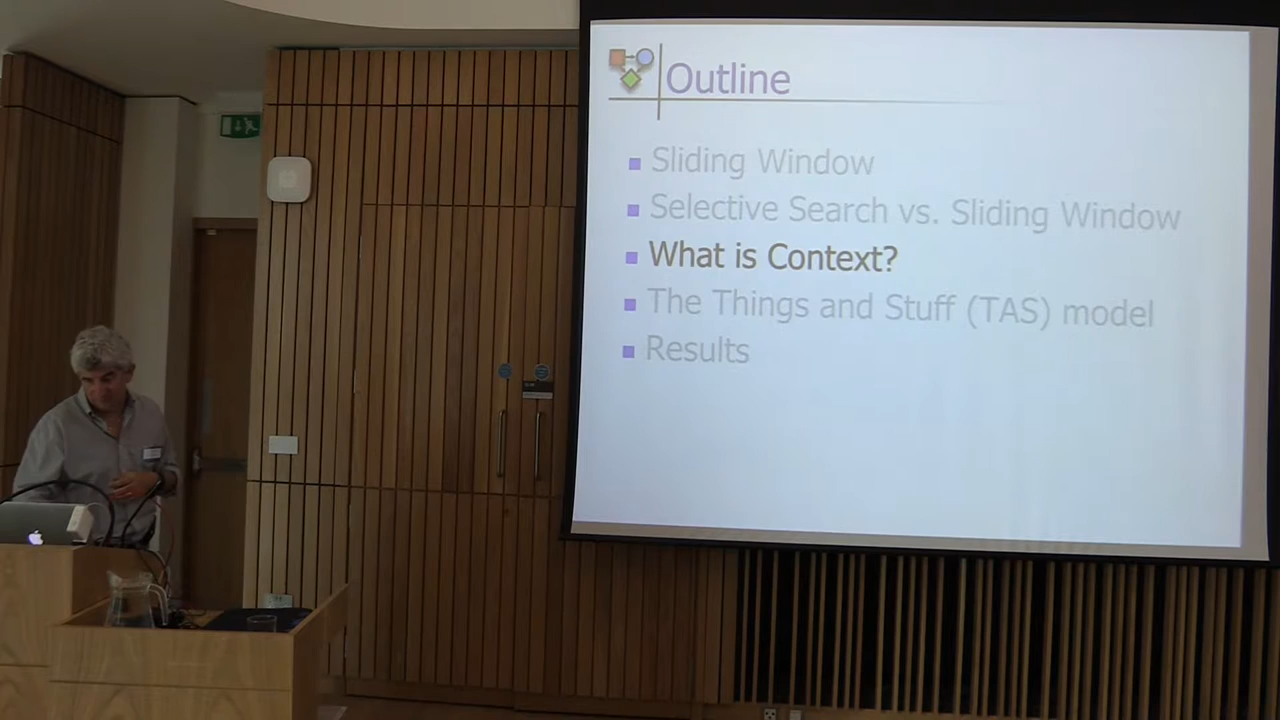 Outline
Sliding Window
Selective Search vs. Sliding Window
What is Context?
The Things and Stuff (TAS) model
Results